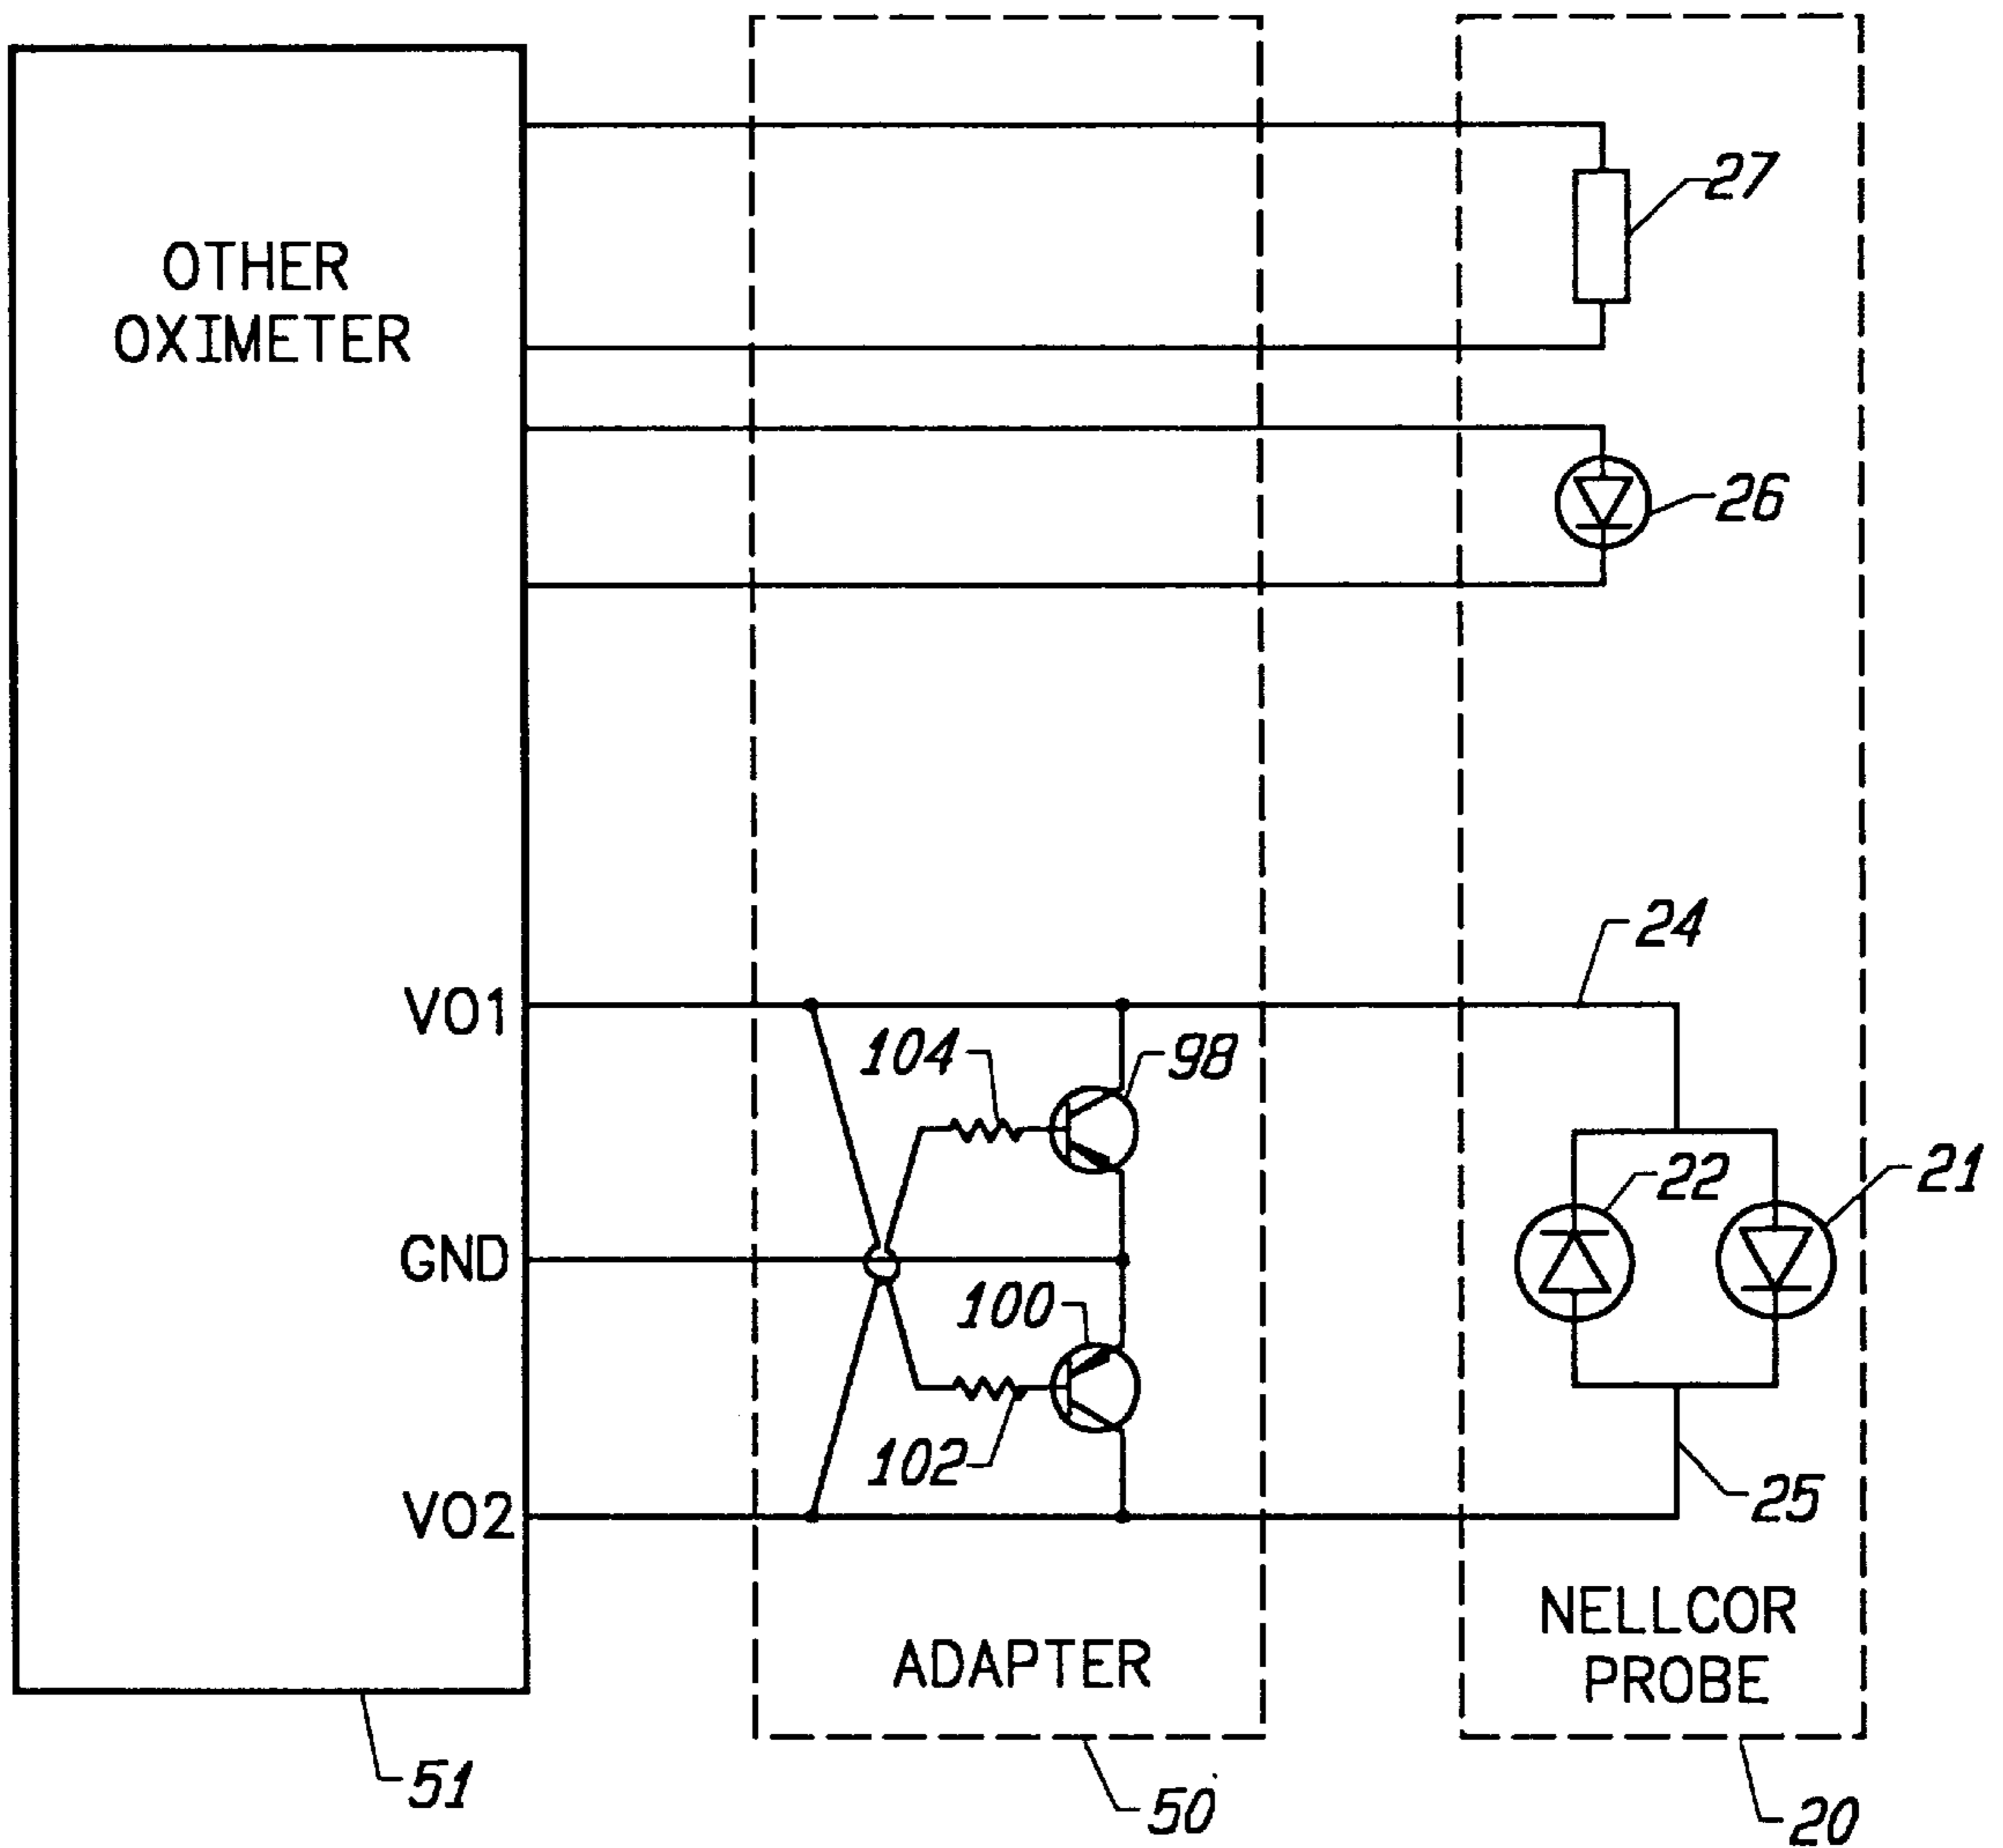 OTHER
OXIMETER
27
26
24
VO1
104
98
22
21
GND
100
102
VO2
25
NELLCOR
PROBE
ADAPTER
51
50
20